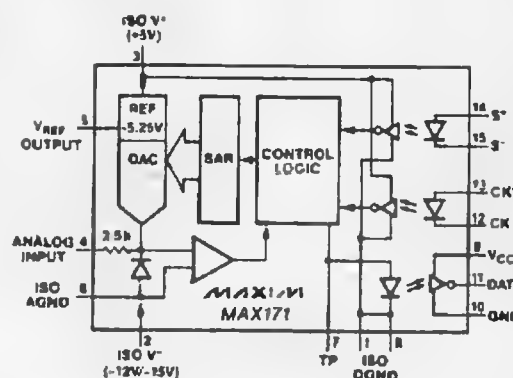 ISO V+
(+5V)
3
REF
-5.25V
DAC
5
VREF
OUTPUT
SAR
CONTROL
LOGIC
14
S+
15
S-
13
CK+
12
CK
9
VCC
11
DAT
10
GND
ANALOG
INPUT
4
2.5k
ISO
AGND
6
MAXIM
MAX171
2
ISO V-
(-12V/-15V)
7
TP
1
ISO
DGND
8